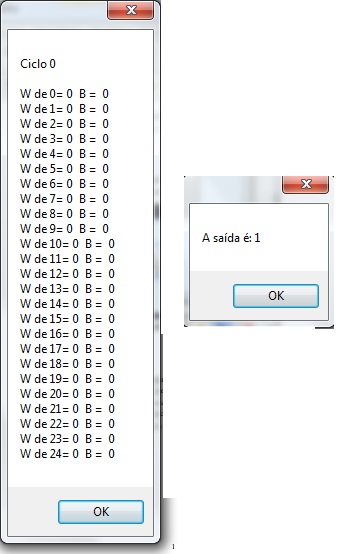 Ciclo 0
W de 0= 0 B = 0
W de 1= 0 B = 0
W de 2= 0 B = 0
W de 3= 0 B = 0
W de 4= 0 B = 0
W de 5= 0 B = 0
W de 6= 0 B = 0
W de 7= 0 B = 0
W de 8= 0 B = 0
W de 9= 0 B = 0
W de 10= 0 B = 0
W de 11= 0 B = 0
W de 12= 0 B = 0
W de 13= 0 B = 0
W de 14= 0 B = 0
W de 15= 0 B = 0
W de 16= 0 B = 0
W de 17= 0 B = 0
W de 18= 0 B = 0
W de 19= 0 B = 0
W de 20= 0 B = 0
W de 21= 0 B = 0
W de 22= 0 B = 0
W de 23= 0 B = 0
W de 24= 0 B = 0
OK
A saída é: 1
OK